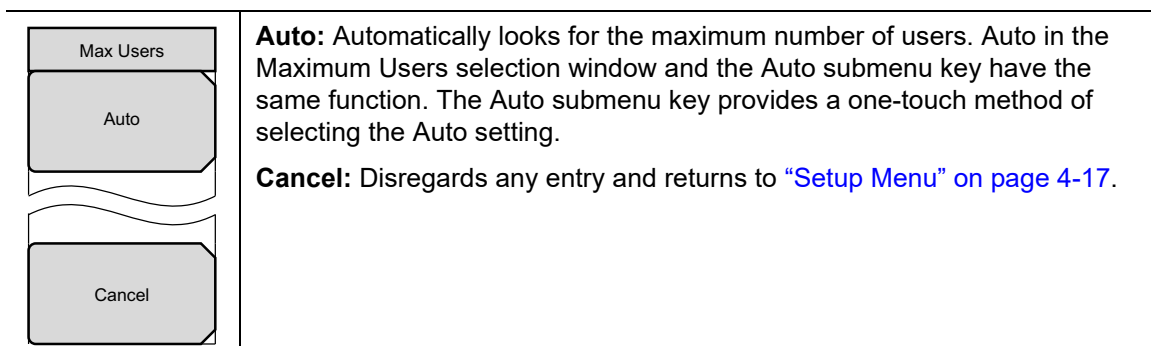 Max Users
Auto
Cancel
Auto: Automatically looks for the maximum number of users. Auto in the
Maximum Users selection window and the Auto submenu key have the
same function. The Auto submenu key provides a one-touch method of
selecting the Auto setting.
Cancel: Disregards any entry and returns to “Setup Menu” on page 4-17.